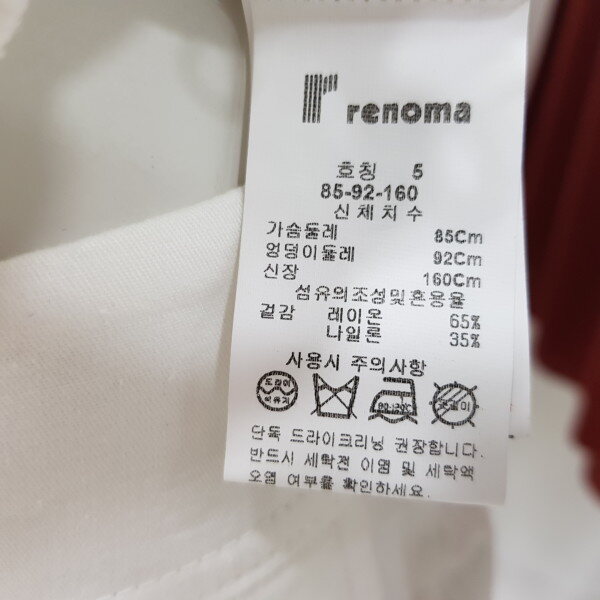 renoma
호칭 5
85-92-160
신체치수
가슴둘레 85Cm
엉덩이둘레 92Cm
신장 160Cm
섬유의조성및혼용율
겉감 레이온 65%
나일론 35%
사용시 주의사항
드라이
단독 드라이크리닝 권장합니다.
반드시 세탁전 이염 및 세탁액
오염 여부를 확인하세요.